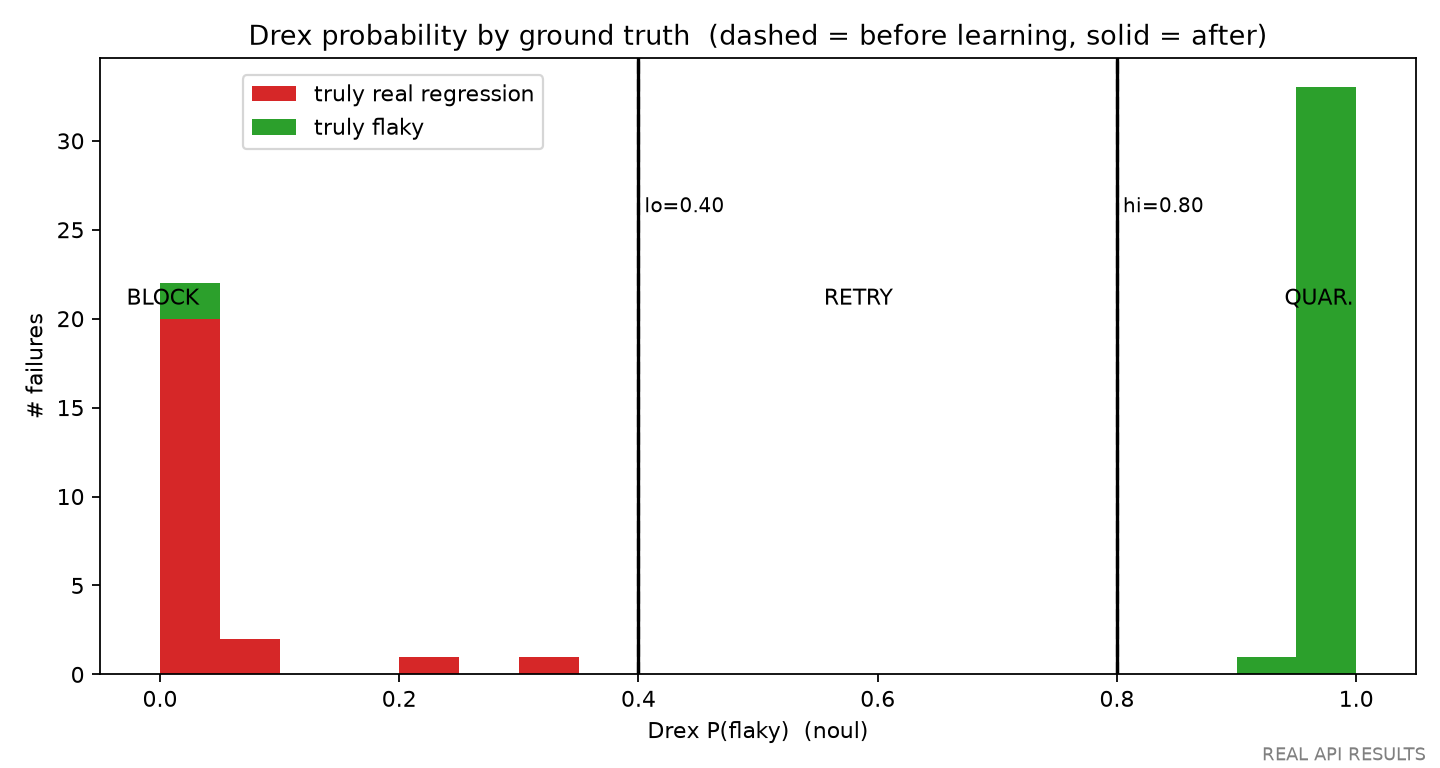 Drex probability by ground truth  (dashed = before learning, solid = after)
truly real regression
truly flaky
lo=0.40
hi=0.80
BLOCK
RETRY
QUAR.
# failures
30
25
20
15
10
5
0
0.0 0.2 0.4 0.6 0.8 1.0
Drex P(flaky)  (noul)
REAL API RESULTS